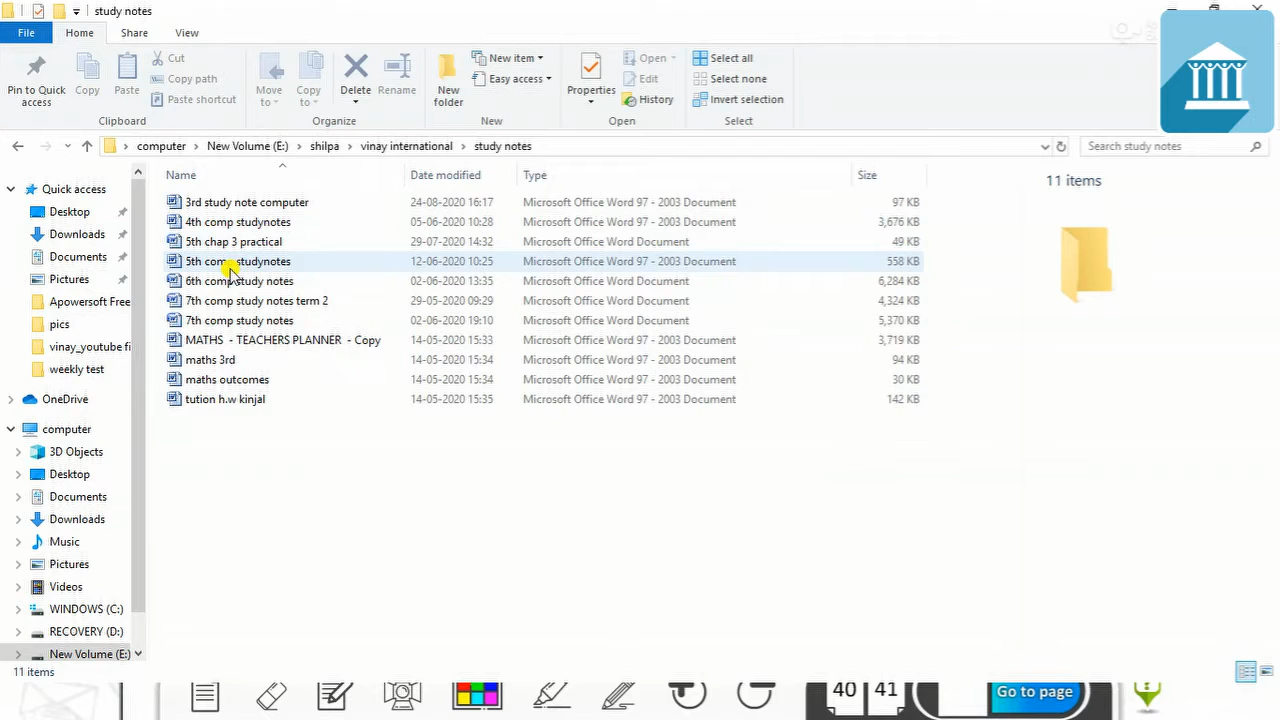 study notes
File Home Share View
Pin to Quick access
Copy
Paste
Cut
Copy path
Paste shortcut
Clipboard
Move to
Copy to
Delete
Rename
Organize
New folder
New item
Easy access
New
Properties
Open
Edit
History
Open
Select all
Select none
Invert selection
Select
computer New Volume (E:) shilpa vinay international study notes
Search study notes
Quick access
Desktop
Downloads
Documents
Pictures
Apowersoft Free
pics
vinay_youtube fi
weekly test
OneDrive
computer
3D Objects
Desktop
Documents
Downloads
Music
Pictures
Videos
WINDOWS (C:)
RECOVERY (D:)
New Volume (E:)
Name Date modified Type Size
3rd study note computer 24-08-2020 16:17 Microsoft Office Word 97 - 2003 Document 97 KB
4th comp studynotes 05-06-2020 10:28 Microsoft Office Word 97 - 2003 Document 3,676 KB
5th chap 3 practical 29-07-2020 14:32 Microsoft Office Word Document 49 KB
5th comp studynotes 12-06-2020 10:25 Microsoft Office Word 97 - 2003 Document 558 KB
6th comp study notes 02-06-2020 13:35 Microsoft Office Word Document 6,284 KB
7th comp study notes term 2 29-05-2020 09:29 Microsoft Office Word 97 - 2003 Document 4,324 KB
7th comp study notes 02-06-2020 19:10 Microsoft Office Word Document 5,370 KB
MATHS - TEACHERS PLANNER - Copy 14-05-2020 15:33 Microsoft Office Word 97 - 2003 Document 3,719 KB
maths 3rd 14-05-2020 15:34 Microsoft Office Word 97 - 2003 Document 94 KB
maths outcomes 14-05-2020 15:34 Microsoft Office Word 97 - 2003 Document 30 KB
tution h.w kinjal 14-05-2020 15:35 Microsoft Office Word 97 - 2003 Document 142 KB
11 items
11 items
40 41
Go to page